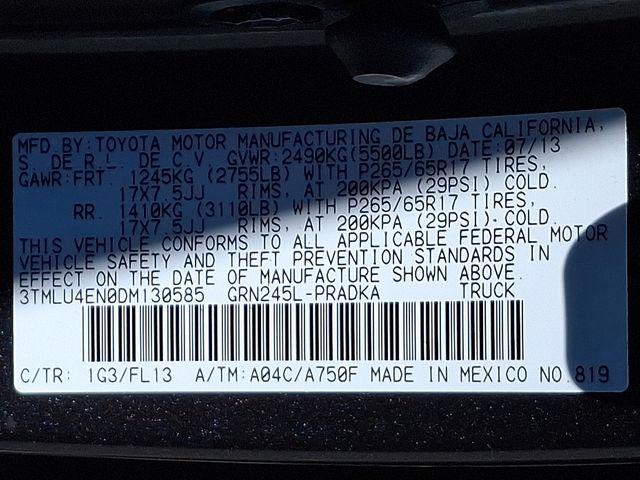 MFD.BY:TOYOTA MOTOR MANUFACTURING DE BAJA CALIFORNIA,
S. DE R.L. DE C.V. GVWR:2490KG(5500LB) DATE:07/13
GAWR:FRT. 1245KG (2755LB) WITH P265/65R17 TIRES,
17X7.5JJ RIMS, AT 200KPA (29PSI) COLD.
RR. 1410KG (3110LB) WITH P265/65R17 TIRES,
17X7.5JJ RIMS, AT 200KPA (29PSI) COLD.
THIS VEHICLE CONFORMS TO ALL APPLICABLE FEDERAL MOTOR
VEHICLE SAFETY AND THEFT PREVENTION STANDARDS IN
EFFECT ON THE DATE OF MANUFACTURE SHOWN ABOVE.
3TMLU4EN0DM130585 GRN245L-PRADKA TRUCK
C/TR: 1G3/FL13 A/TM:A04C/A750F MADE IN MEXICO NO.819